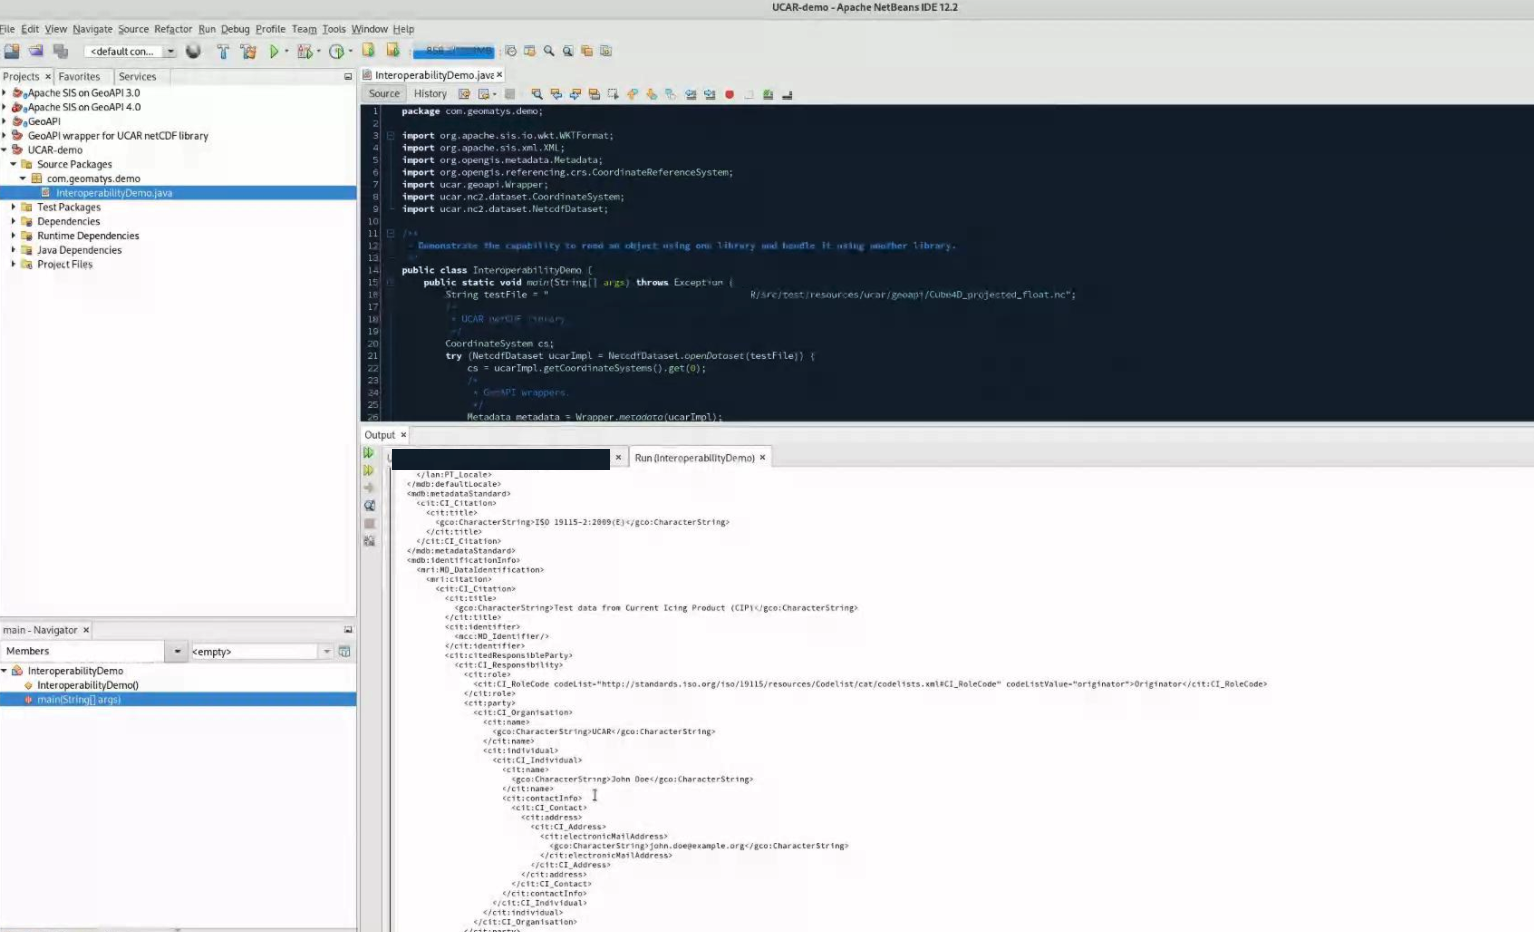 UCAR-demo - Apache NetBeans IDE 12.2
File Edit View Navigate Source Refactor Run Debug Profile Team Tools Window Help
<default con...
Projects × Favorites Services
InteroperabilityDemo.java ×
Source History
Apache SIS on GeoAPI 3.0
Apache SIS on GeoAPI 4.0
GeoAPI
GeoAPI wrapper for UCAR netCDF library
UCAR-demo
Source Packages
com.geomatys.demo
InteroperabilityDemo.java
Test Packages
Dependencies
Runtime Dependencies
Java Dependencies
Project Files
1 package com.geomatys.demo;
2
3 import org.apache.sis.io.wkt.WKTFormat;
4 import org.apache.sis.xml.XML;
5 import org.opengis.metadata.Metadata;
6 import org.opengis.referencing.crs.CoordinateReferenceSystem;
7 import ucar.geoapi.Wrapper;
8 import ucar.nc2.dataset.CoordinateSystem;
9 import ucar.nc2.dataset.NetcdfDataset;
10
11 /**
12 * Demonstrate the capability to read an object using one library and handle it using another library.
13 */
14 public class InteroperabilityDemo {
15 public static void main(String[] args) throws Exception {
16 String testFile = " R/src/test/resources/ucar/geoapi/Cube4D_projected_float.nc";
17 /*
18 * UCAR netCDF library.
19 */
20 CoordinateSystem cs;
21 try (NetcdfDataset ucarImpl = NetcdfDataset.openDataset(testFile)) {
22 cs = ucarImpl.getCoordinateSystems().get(0);
23 /*
24 * GeoAPI wrappers.
25 */
26 Metadata metadata = Wrapper.metadata(ucarImpl);
Output ×
× Run (InteroperabilityDemo) ×
</lan:PT_Locale>
</mdb:defaultLocale>
<mdb:metadataStandard>
<cit:CI_Citation>
<cit:title>
<gco:CharacterString>ISO 19115-2:2009(E)</gco:CharacterString>
</cit:title>
</cit:CI_Citation>
</mdb:metadataStandard>
<mdb:identificationInfo>
<mri:MD_DataIdentification>
<mri:citation>
<cit:CI_Citation>
<cit:title>
<gco:CharacterString>Test data from Current Icing Product (CIP)</gco:CharacterString>
</cit:title>
<cit:identifier>
<mcc:MD_Identifier/>
</cit:identifier>
<cit:citedResponsibleParty>
<cit:CI_Responsibility>
<cit:role>
<cit:CI_RoleCode codeList="http://standards.iso.org/iso/19115/resources/Codelist/cat/codelists.xml#CI_RoleCode" codeListValue="originator">Originator</cit:CI_RoleCode>
</cit:role>
<cit:party>
<cit:CI_Organisation>
<cit:name>
<gco:CharacterString>UCAR</gco:CharacterString>
</cit:name>
<cit:individual>
<cit:CI_Individual>
<cit:name>
<gco:CharacterString>John Doe</gco:CharacterString>
</cit:name>
<cit:contactInfo>
<cit:CI_Contact>
<cit:address>
<cit:CI_Address>
<cit:electronicMailAddress>
<gco:CharacterString>john.doe@example.org</gco:CharacterString>
</cit:electronicMailAddress>
</cit:CI_Address>
</cit:address>
</cit:CI_Contact>
</cit:contactInfo>
</cit:CI_Individual>
</cit:individual>
</cit:CI_Organisation>
</cit:party>
main - Navigator ×
Members <empty>
InteroperabilityDemo
InteroperabilityDemo()
main(String[] args)